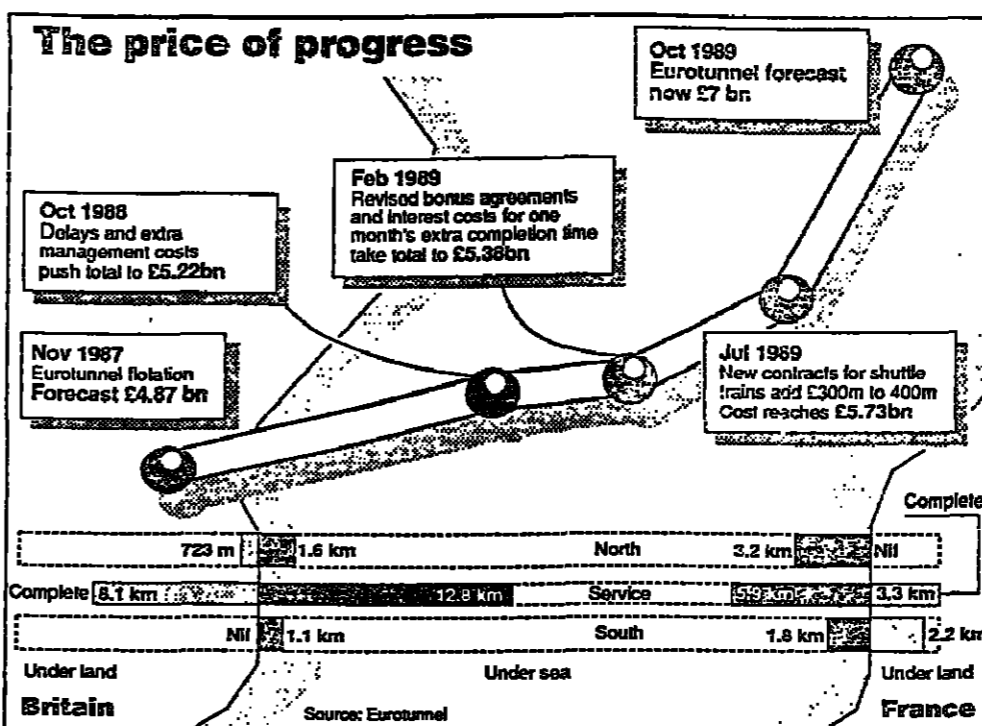 The price of progress
Oct 1989
Eurotunnel forecast
now £7 bn
Feb 1989
Revised bonus agreements
and interest costs for one
month's extra completion time
take total to £5.38bn
Oct 1988
Delays and extra
management costs
push total to £5.22bn
Nov 1987
Eurotunnel flotation
Forecast £4.87 bn
Jul 1989
New contracts for shuttle
trains add £300m to 400m
Cost reaches £5.73bn
Complete
723 m 1.6 km North 3.2 km Nil
Complete 8.1 km 12.8 km Service 5.9 km 3.3 km
Nil 1.1 km South 1.8 km 2.2 km
Under land Under sea Under land
Britain Source: Eurotunnel France